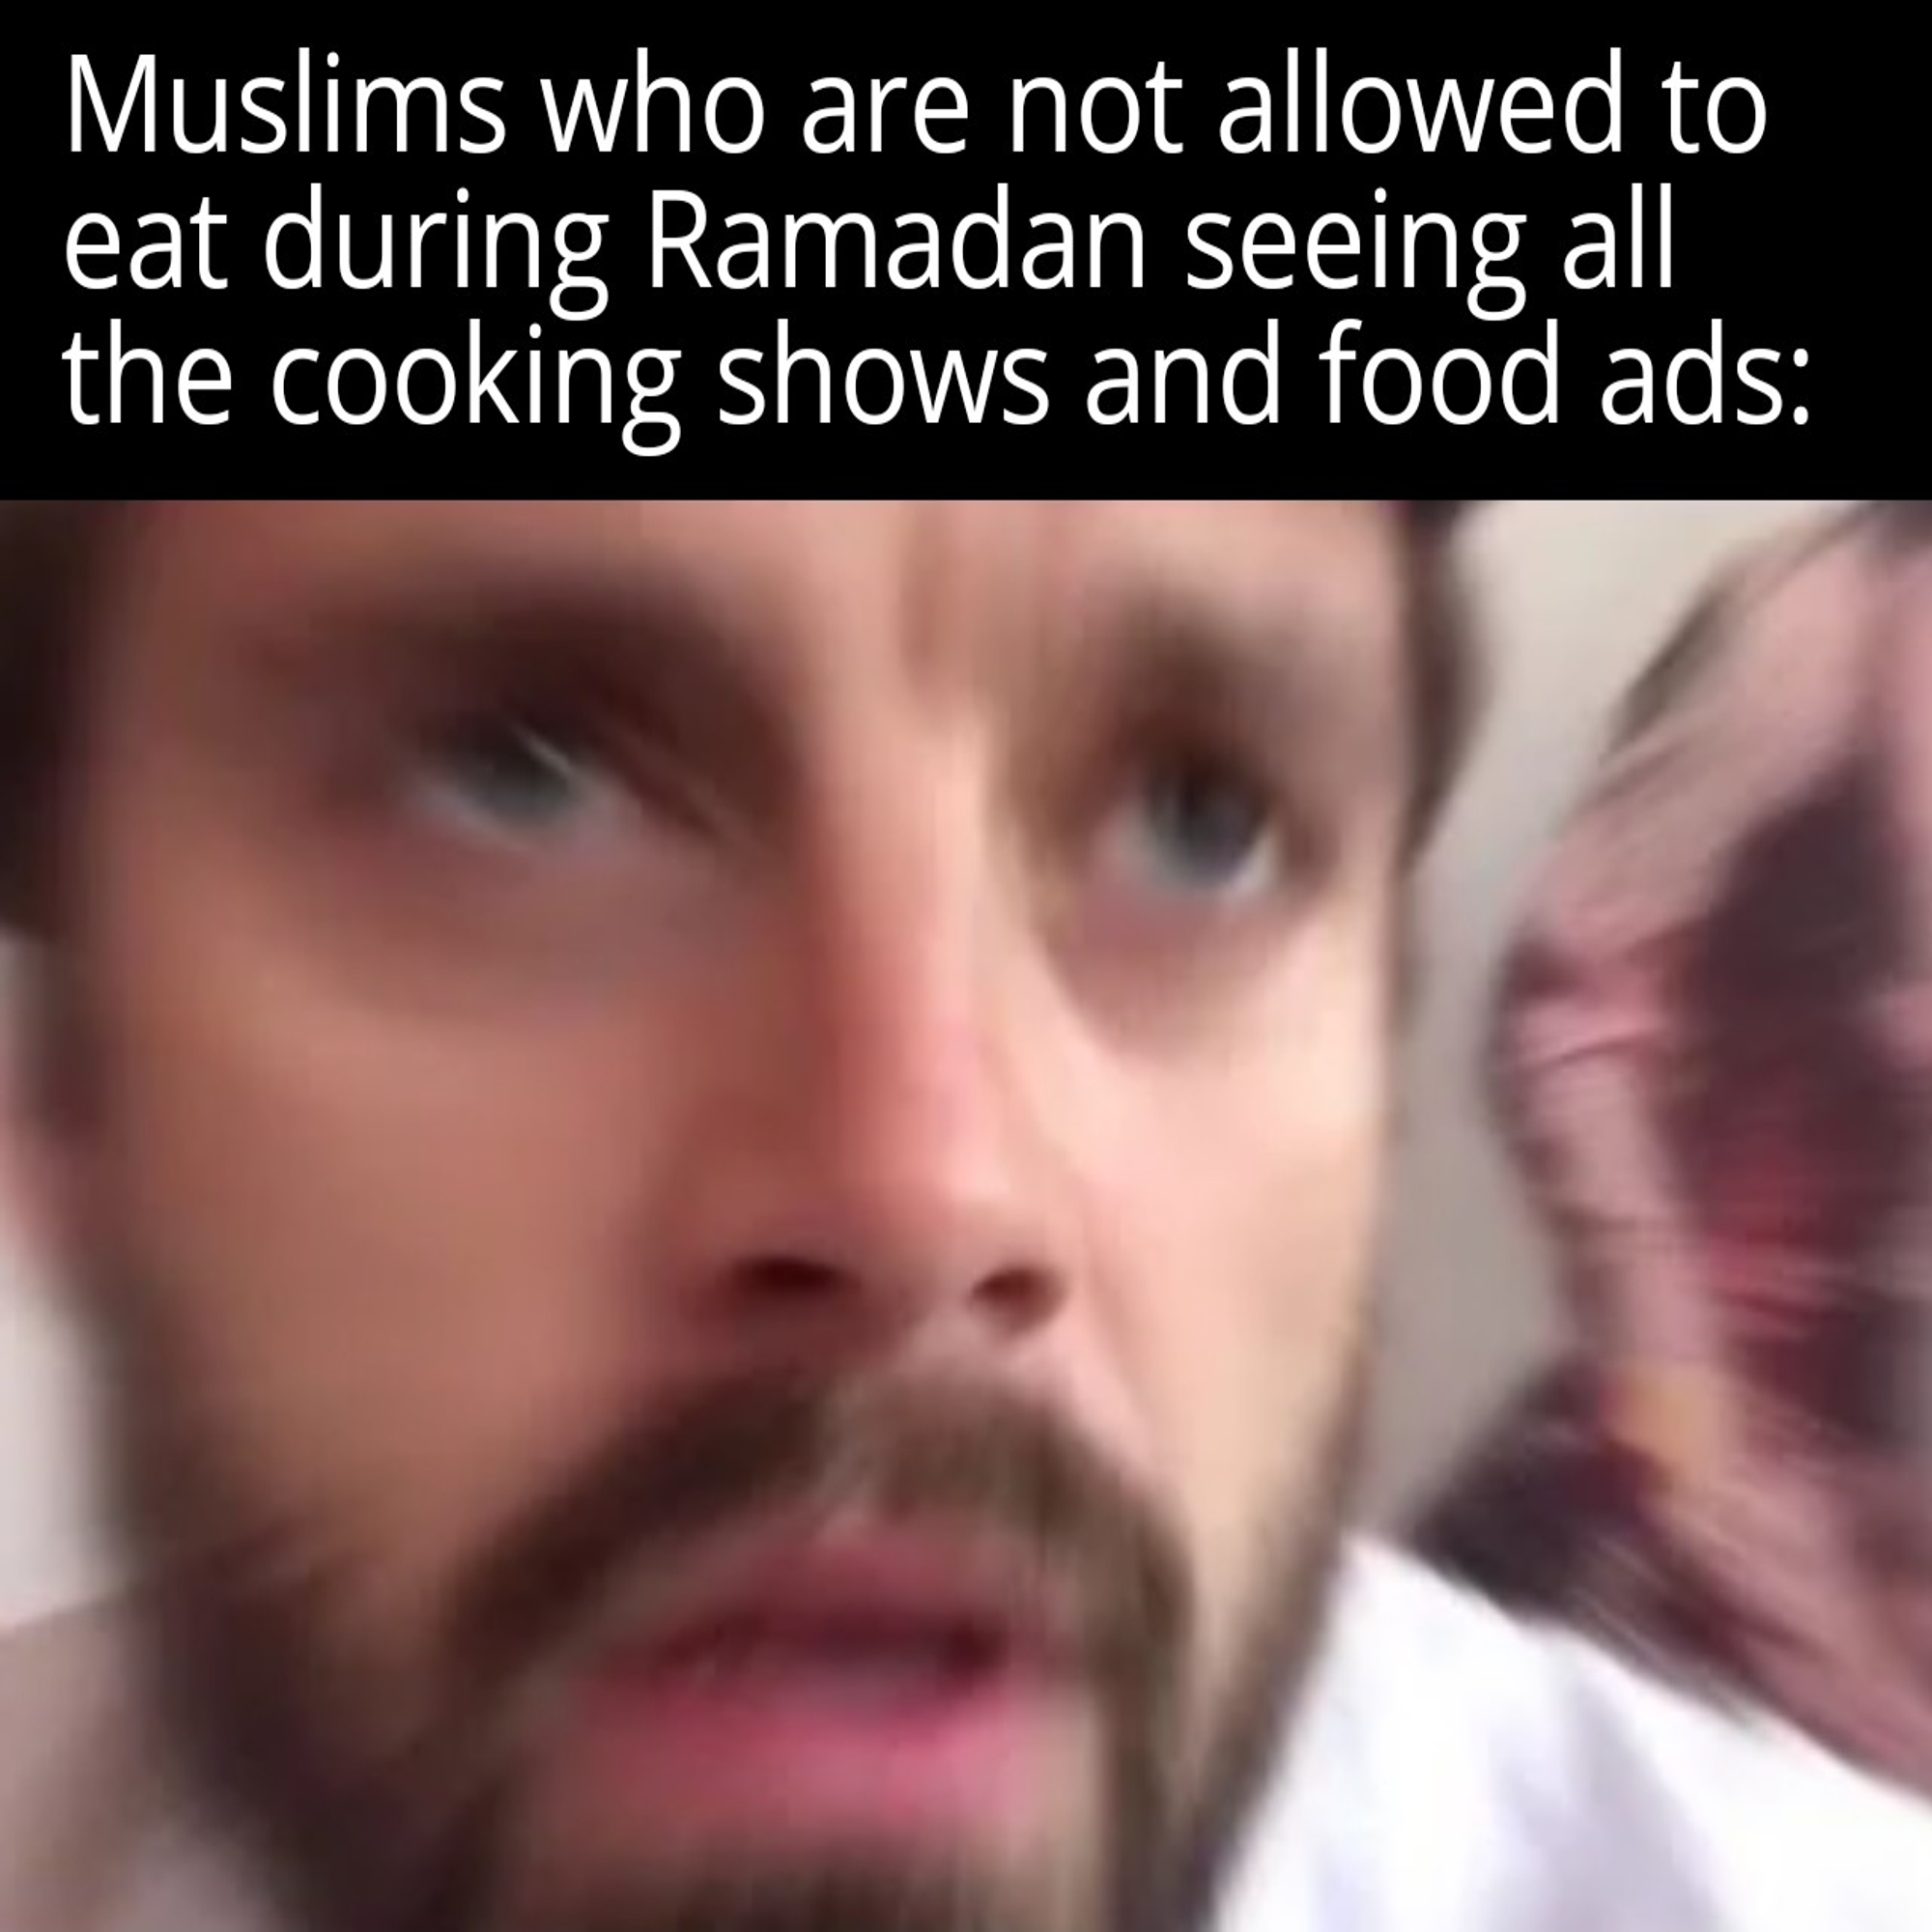 Muslims who are not allowed to
eat during Ramadan seeing all
the cooking shows and food ads: